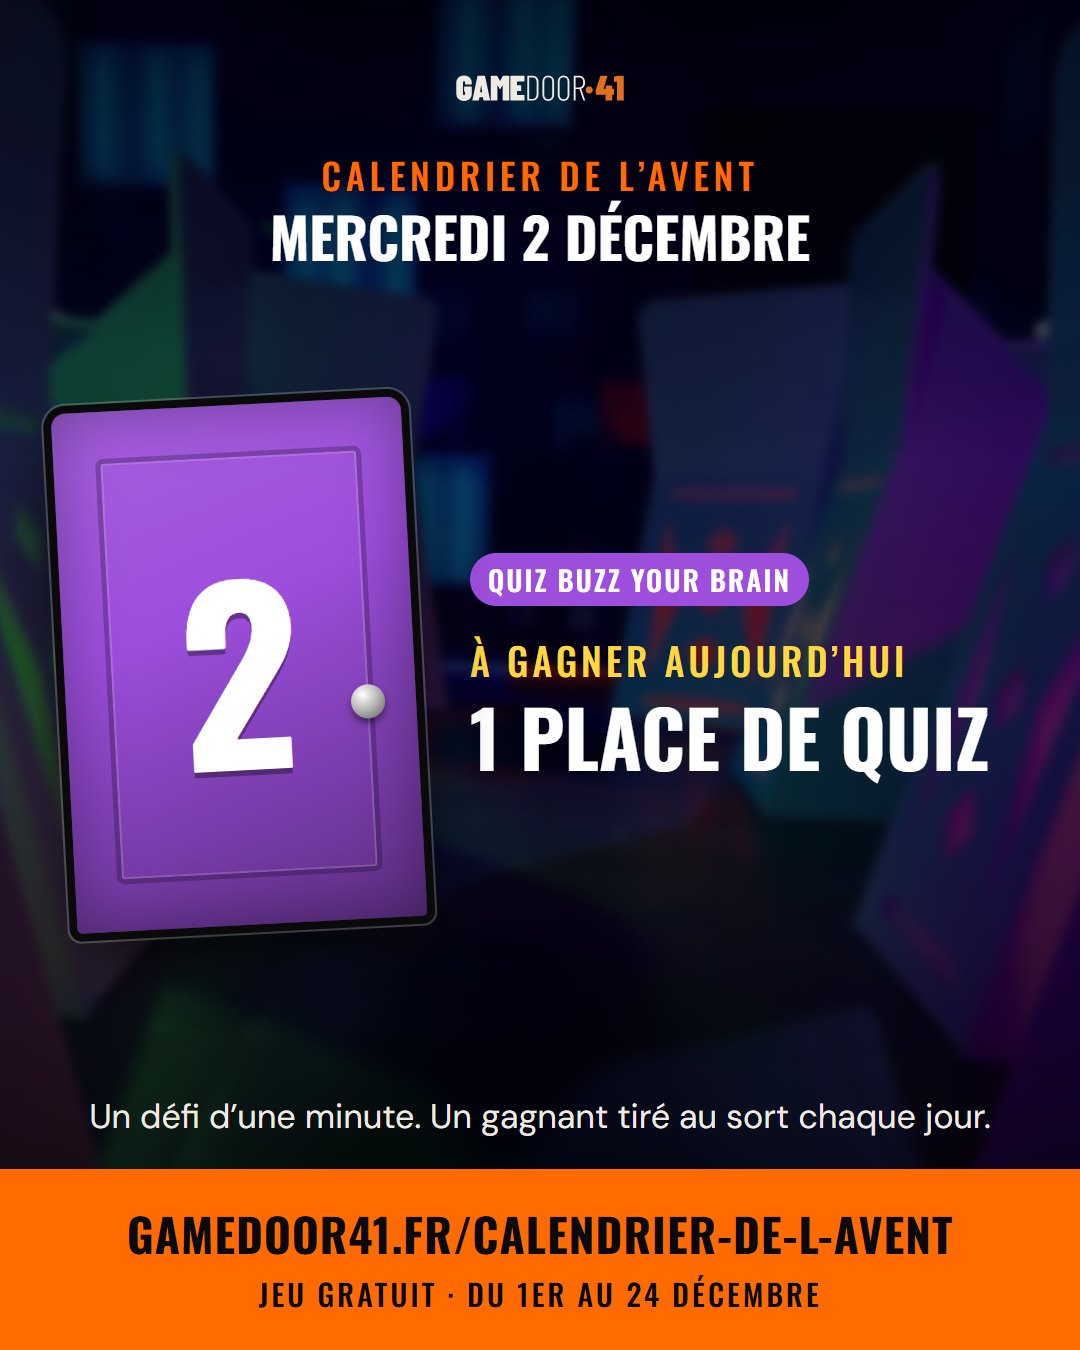 GAMEDOOR·41
CALENDRIER DE L’AVENT
MERCREDI 2 DÉCEMBRE
2
QUIZ BUZZ YOUR BRAIN
À GAGNER AUJOURD’HUI
1 PLACE DE QUIZ
Un défi d’une minute. Un gagnant tiré au sort chaque jour.
GAMEDOOR41.FR/CALENDRIER-DE-L-AVENT
JEU GRATUIT · DU 1ER AU 24 DÉCEMBRE